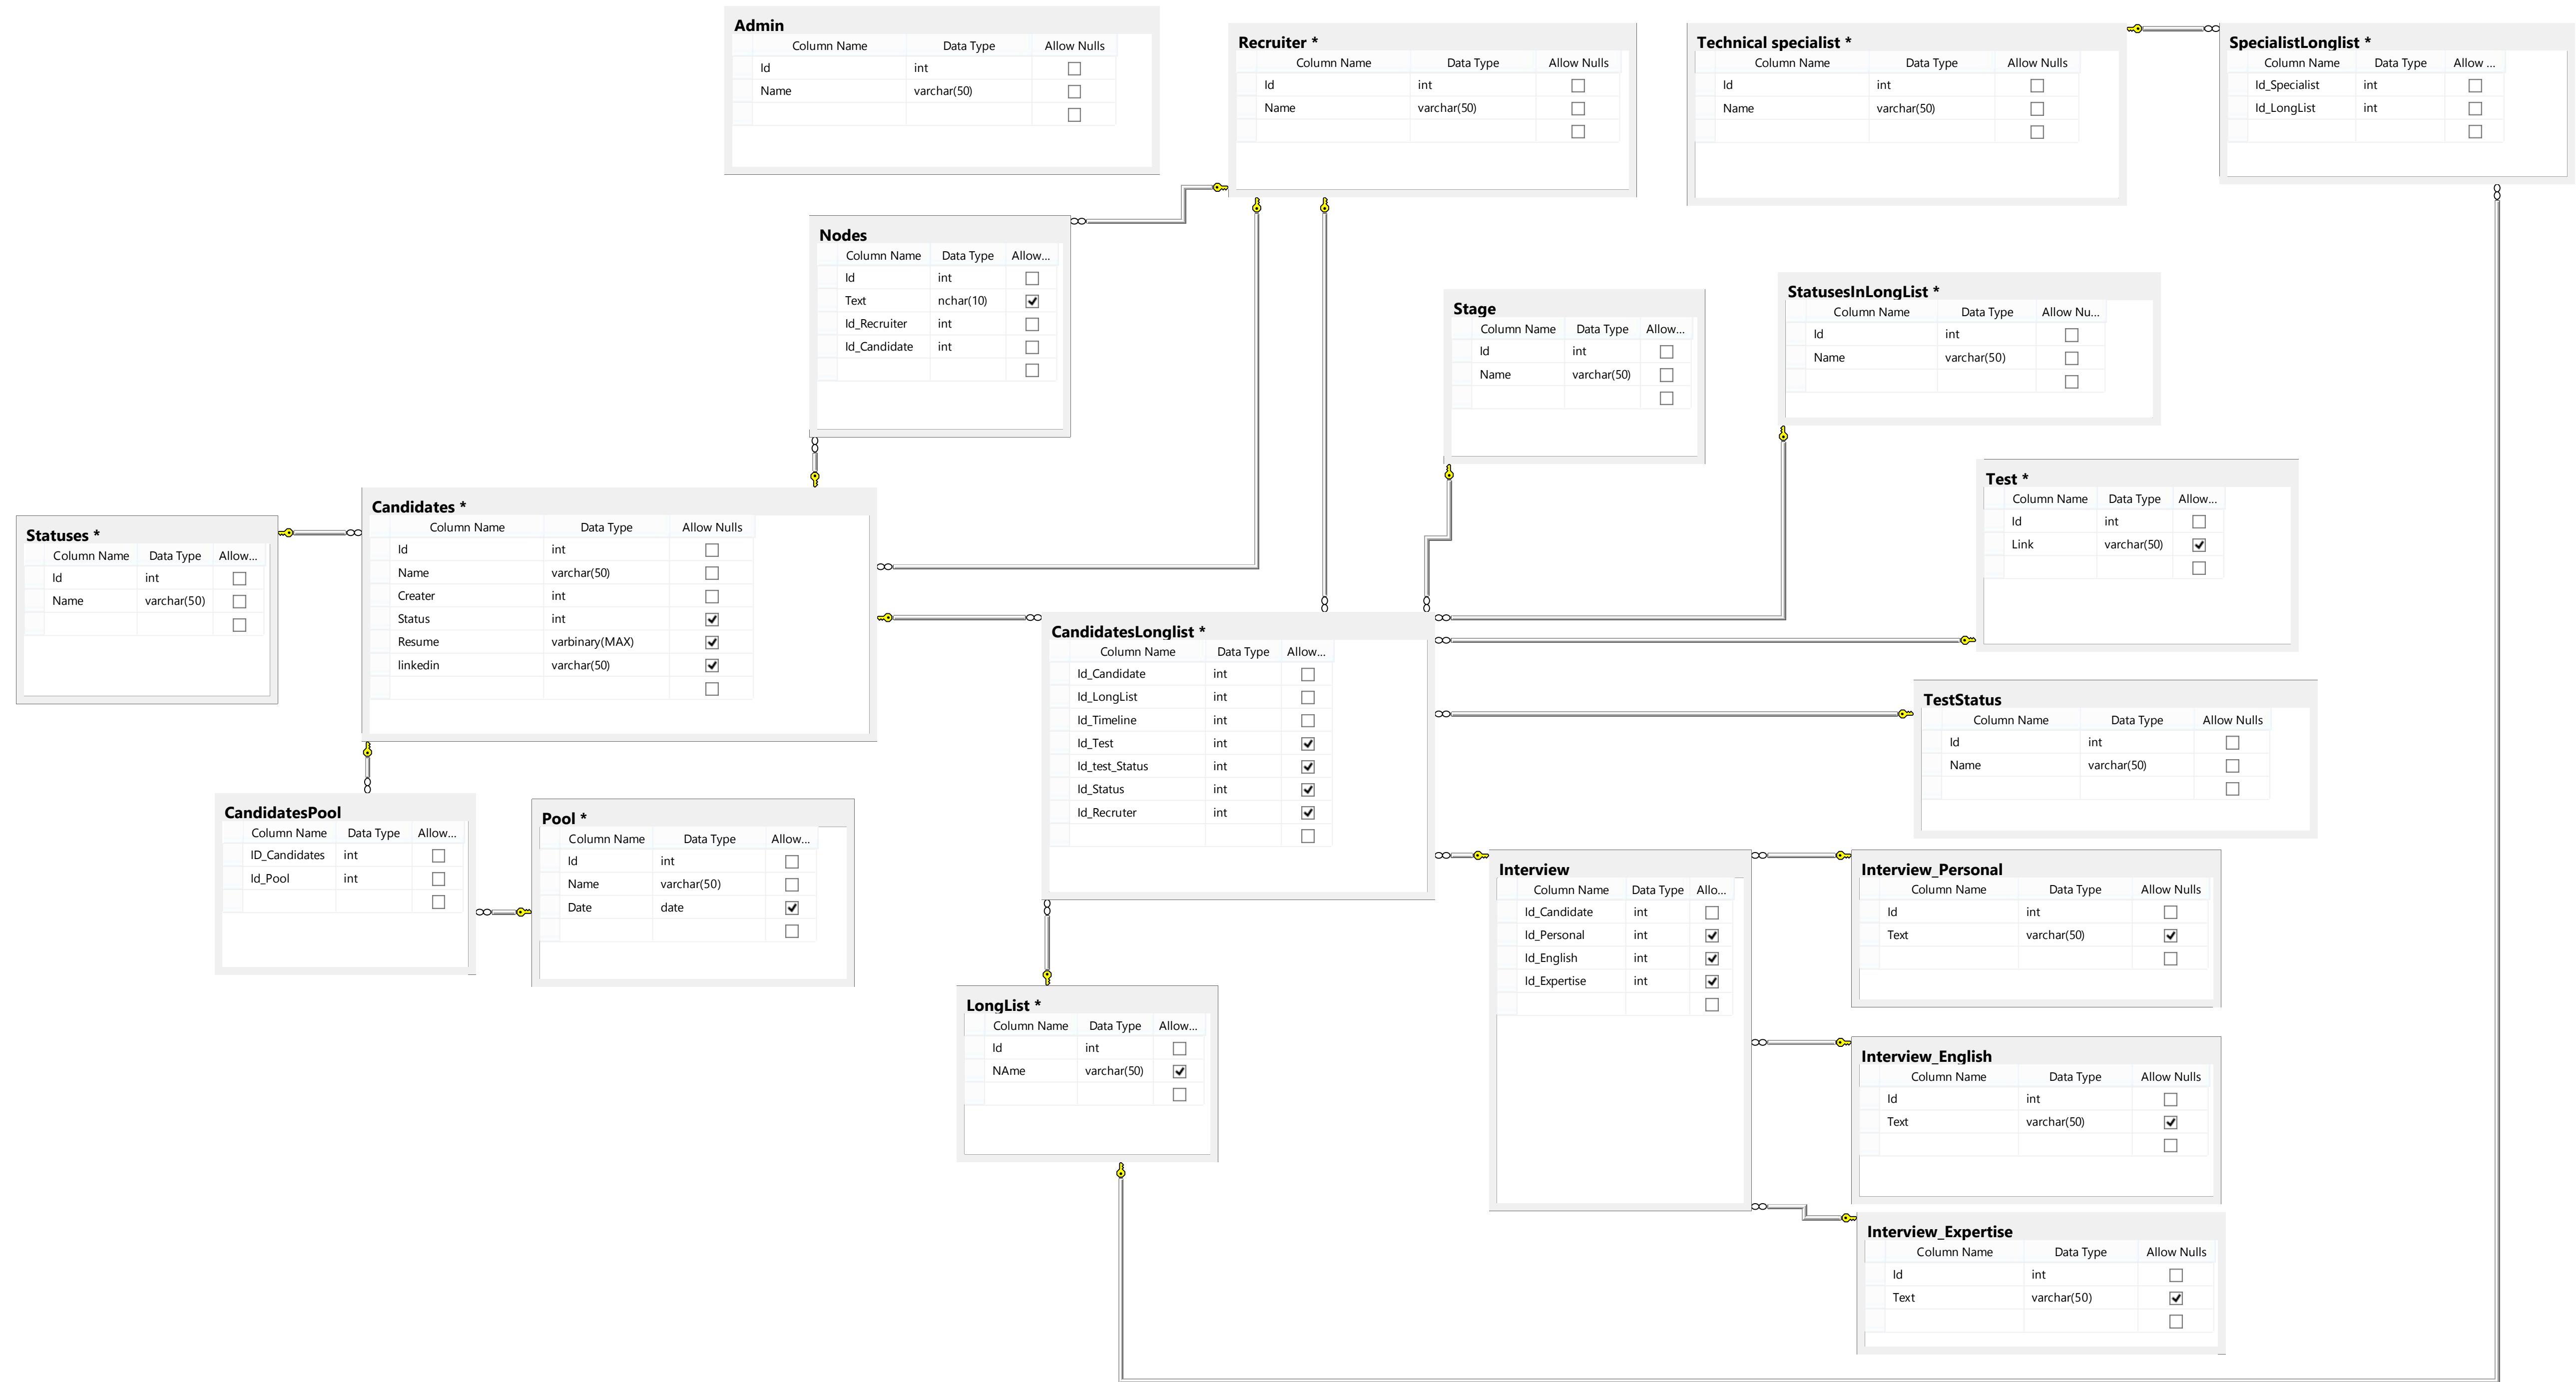 Admin
Column Name Data Type Allow Nulls
Id int
Name varchar(50)
Recruiter *
Column Name Data Type Allow Nulls
Id int
Name varchar(50)
Technical specialist *
Column Name Data Type Allow Nulls
Id int
Name varchar(50)
SpecialistLonglist *
Column Name Data Type Allow ...
Id_Specialist int
Id_LongList int
Nodes
Column Name Data Type Allow...
Id int
Text nchar(10)
Id_Recruiter int
Id_Candidate int
Stage
Column Name Data Type Allow...
Id int
Name varchar(50)
StatusesInLongList *
Column Name Data Type Allow Nu...
Id int
Name varchar(50)
Statuses *
Column Name Data Type Allow...
Id int
Name varchar(50)
Candidates *
Column Name Data Type Allow Nulls
Id int
Name varchar(50)
Creater int
Status int
Resume varbinary(MAX)
linkedin varchar(50)
Test *
Column Name Data Type Allow...
Id int
Link varchar(50)
CandidatesLonglist *
Column Name Data Type Allow...
Id_Candidate int
Id_LongList int
Id_Timeline int
Id_Test int
Id_test_Status int
Id_Status int
Id_Recruter int
TestStatus
Column Name Data Type Allow Nulls
Id int
Name varchar(50)
CandidatesPool
Column Name Data Type Allow...
ID_Candidates int
Id_Pool int
Pool *
Column Name Data Type Allow...
Id int
Name varchar(50)
Date date
Interview
Column Name Data Type Allo...
Id_Candidate int
Id_Personal int
Id_English int
Id_Expertise int
Interview_Personal
Column Name Data Type Allow Nulls
Id int
Text varchar(50)
LongList *
Column Name Data Type Allow...
Id int
NAme varchar(50)
Interview_English
Column Name Data Type Allow Nulls
Id int
Text varchar(50)
Interview_Expertise
Column Name Data Type Allow Nulls
Id int
Text varchar(50)